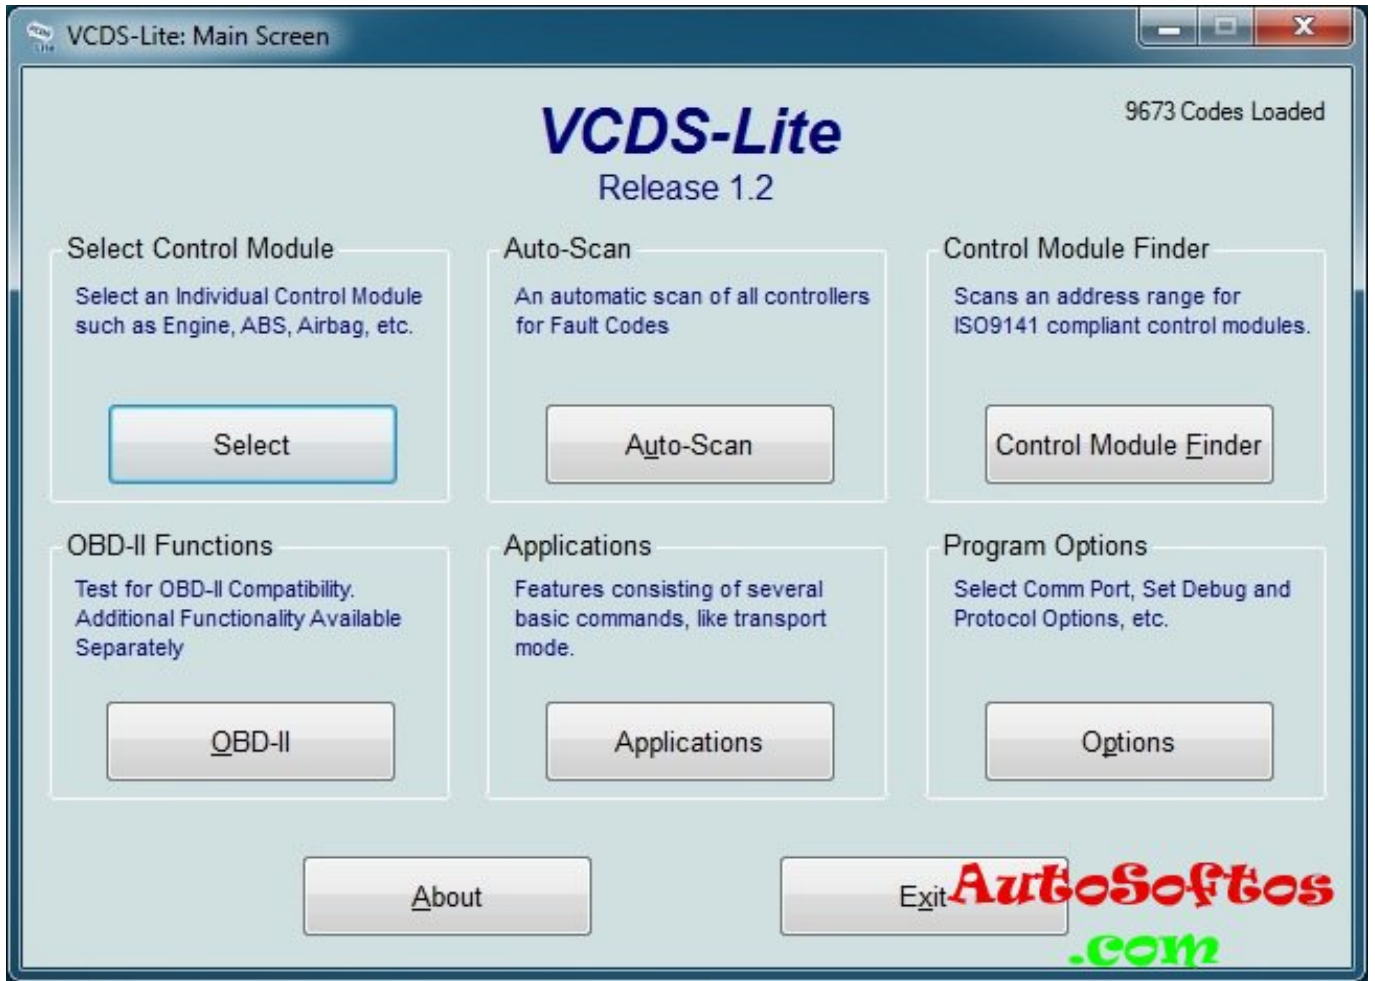 VCDS-Lite: Main Screen
9673 Codes Loaded
VCDS-Lite
Release 1.2
Select Control Module
Select an Individual Control Module
such as Engine, ABS, Airbag, etc.
Select
Auto-Scan
An automatic scan of all controllers
for Fault Codes
Auto-Scan
Control Module Finder
Scans an address range for
ISO9141 compliant control modules.
Control Module Finder
OBD-II Functions
Test for OBD-II Compatibility.
Additional Functionality Available
Separately
OBD-II
Applications
Features consisting of several
basic commands, like transport
mode.
Applications
Program Options
Select Comm Port, Set Debug and
Protocol Options, etc.
Options
About
Exit
AutoSoftos
.com